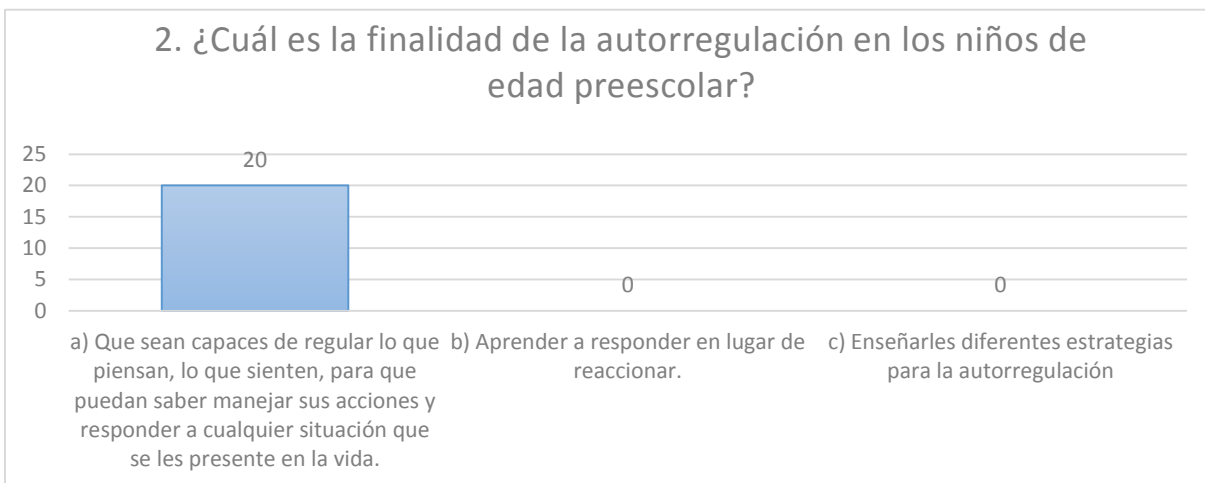 2. ¿Cuál es la finalidad de la autorregulación en los niños de
edad preescolar?
25
20
15
10
5
0
20
0
0
a) Que sean capaces de regular lo que
piensan, lo que sienten, para que
puedan saber manejar sus acciones y
responder a cualquier situación que
se les presente en la vida.
b) Aprender a responder en lugar de
reaccionar.
c) Enseñarles diferentes estrategias
para la autorregulación